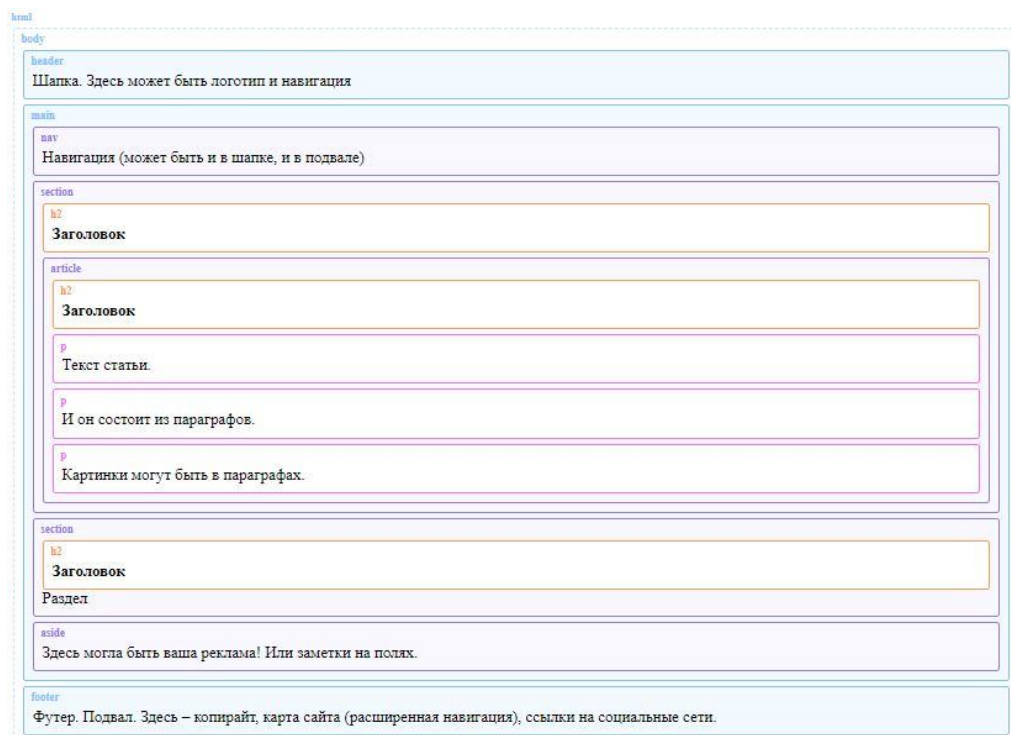 html
body
header
Шапка. Здесь может быть логотип и навигация
main
nav
Навигация (может быть и в шапке, и в подвале)
section
h2
Заголовок
article
h2
Заголовок
p
Текст статьи.
p
И он состоит из параграфов.
p
Картинки могут быть в параграфах.
section
h2
Заголовок
Раздел
aside
Здесь могла быть ваша реклама! Или заметки на полях.
footer
Футер. Подвал. Здесь – копирайт, карта сайта (расширенная навигация), ссылки на социальные сети.